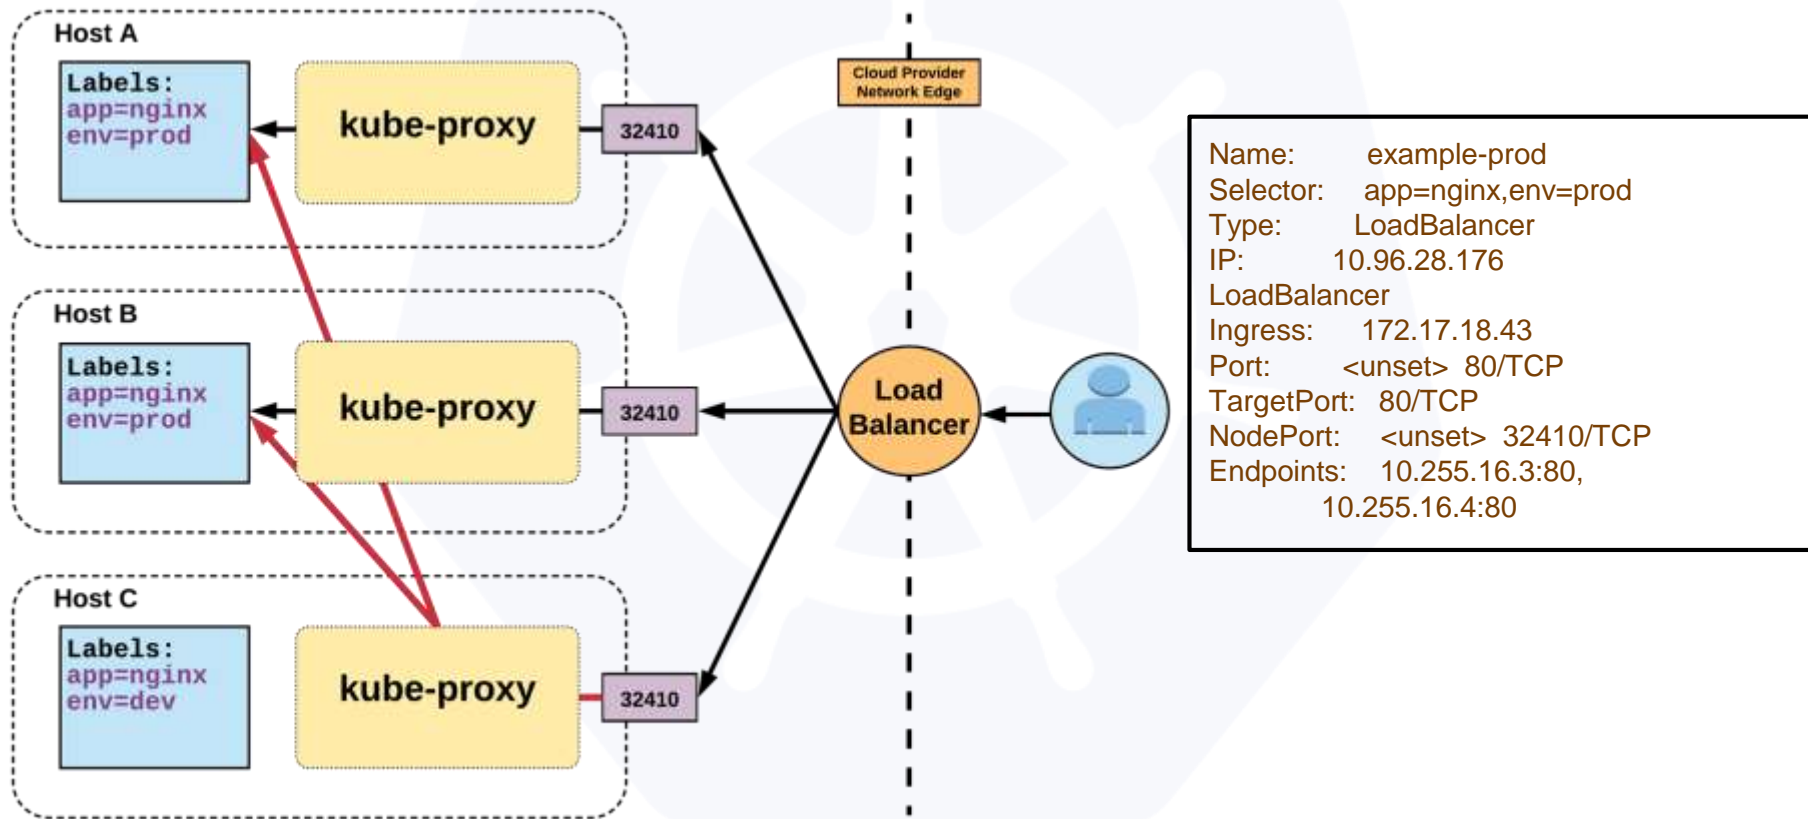 Host A
Labels:
app=nginx
env=prod
kube-proxy
32410
Host B
Labels:
app=nginx
env=prod
kube-proxy
32410
Host C
Labels:
app=nginx
env=dev
kube-proxy
32410
Cloud Provider
Network Edge
Load
Balancer
Name: example-prod
Selector: app=nginx,env=prod
Type: LoadBalancer
IP: 10.96.28.176
LoadBalancer
Ingress: 172.17.18.43
Port: <unset> 80/TCP
TargetPort: 80/TCP
NodePort: <unset> 32410/TCP
Endpoints: 10.255.16.3:80,
10.255.16.4:80